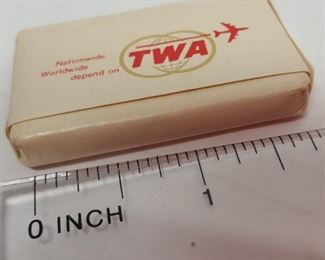 Nationwide
Worldwide
depend on
TWA
0 INCH
1